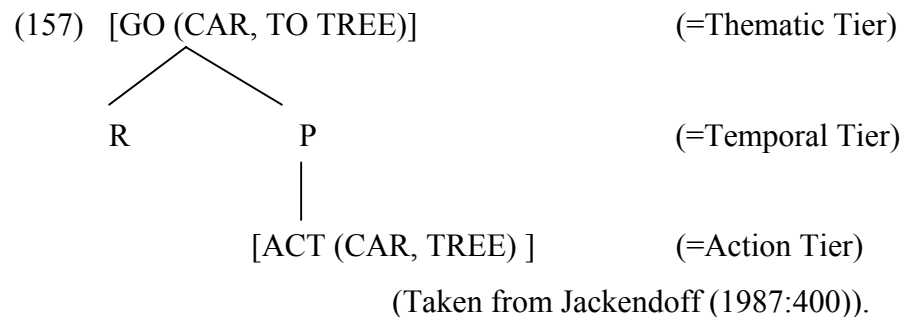 (157) [GO (CAR, TO TREE)] (=Thematic Tier)
R P (=Temporal Tier)
[ACT (CAR, TREE) ] (=Action Tier)
(Taken from Jackendoff (1987:400)).